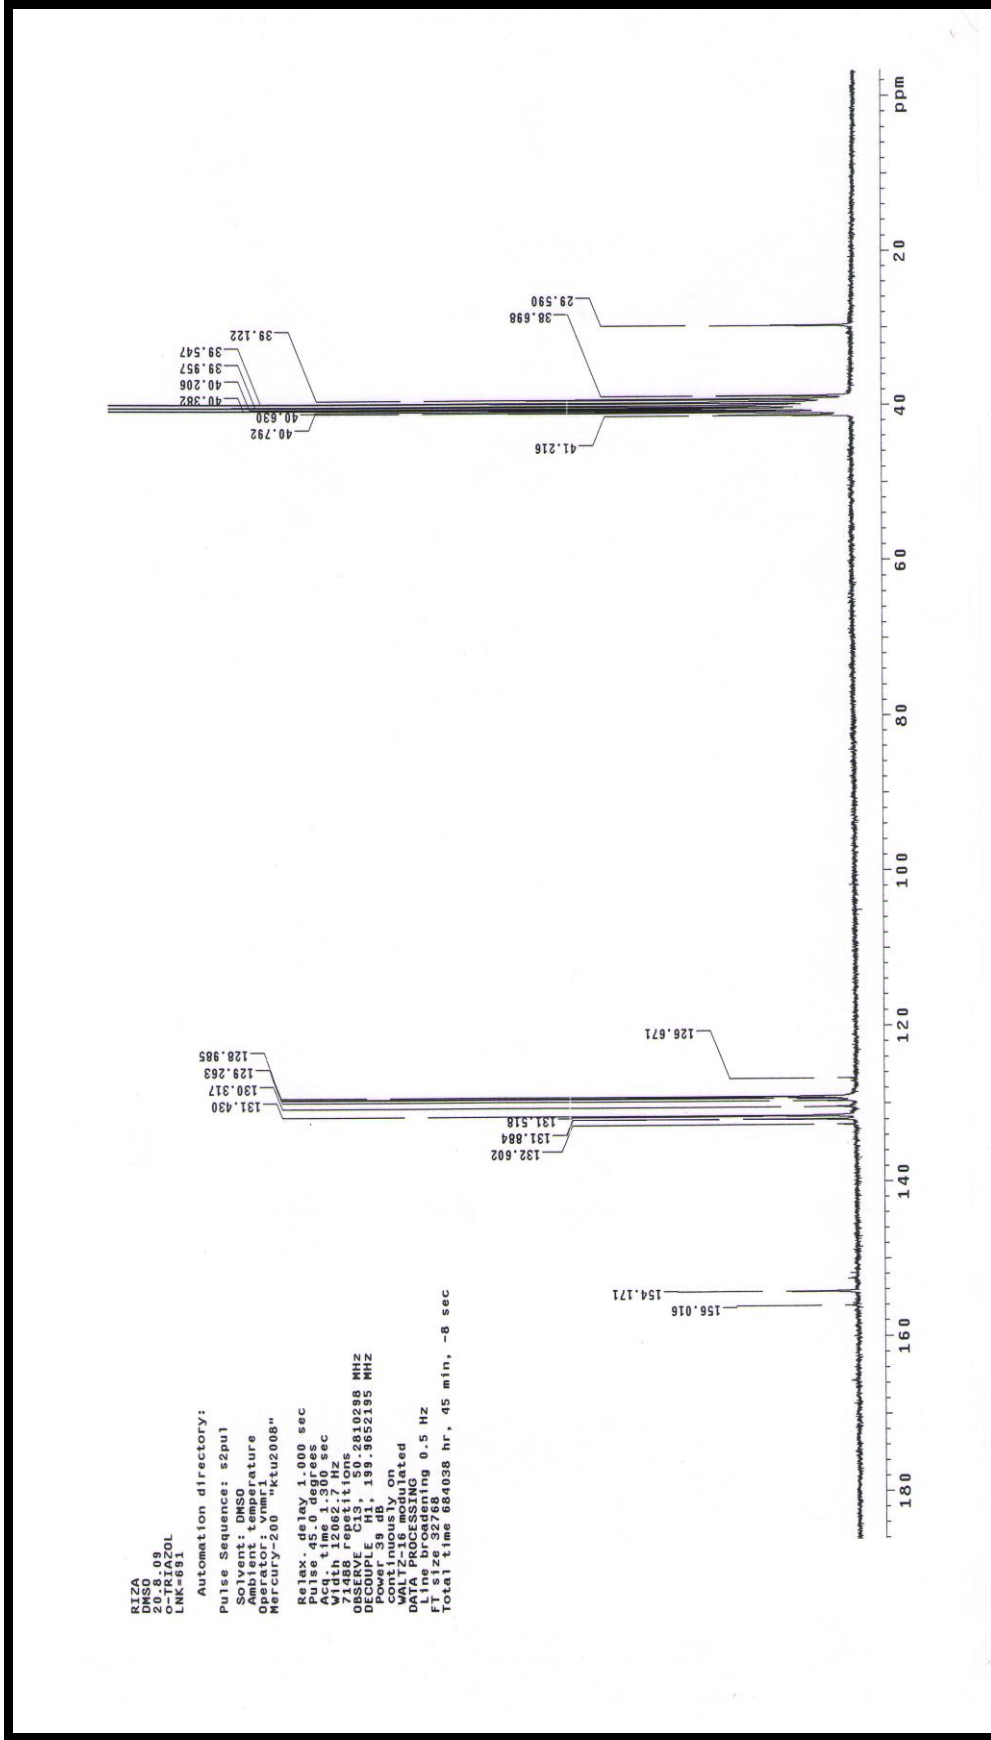 RIZA
DMSO
20.8.09
O-TRIAZOL
LNK=691
Automation directory:
Pulse Sequence: s2pul
Solvent: DMSO
Ambient temperature
Operator: vnmr1
Mercury-200 "ktu2008"
Relax. delay 1.000 sec
Pulse 45.0 degrees
Acq. time 1.300 sec
Width 12062.7 Hz
71488 repetitions
OBSERVE C13, 50.2810298 MHz
DECOUPLE H1, 199.9652195 MHz
Power 39 dB
continuously on
WALTZ-16 modulated
DATA PROCESSING
Line broadening 0.5 Hz
FT size 32768
Total time 684038 hr, 45 min, -8 sec
156.016
154.171
132.602
131.884
131.518
131.430
130.317
129.263
128.985
126.671
41.216
40.792
40.630
40.382
40.206
39.957
39.547
39.122
38.698
29.590
180 160 140 120 100 80 60 40 20 ppm